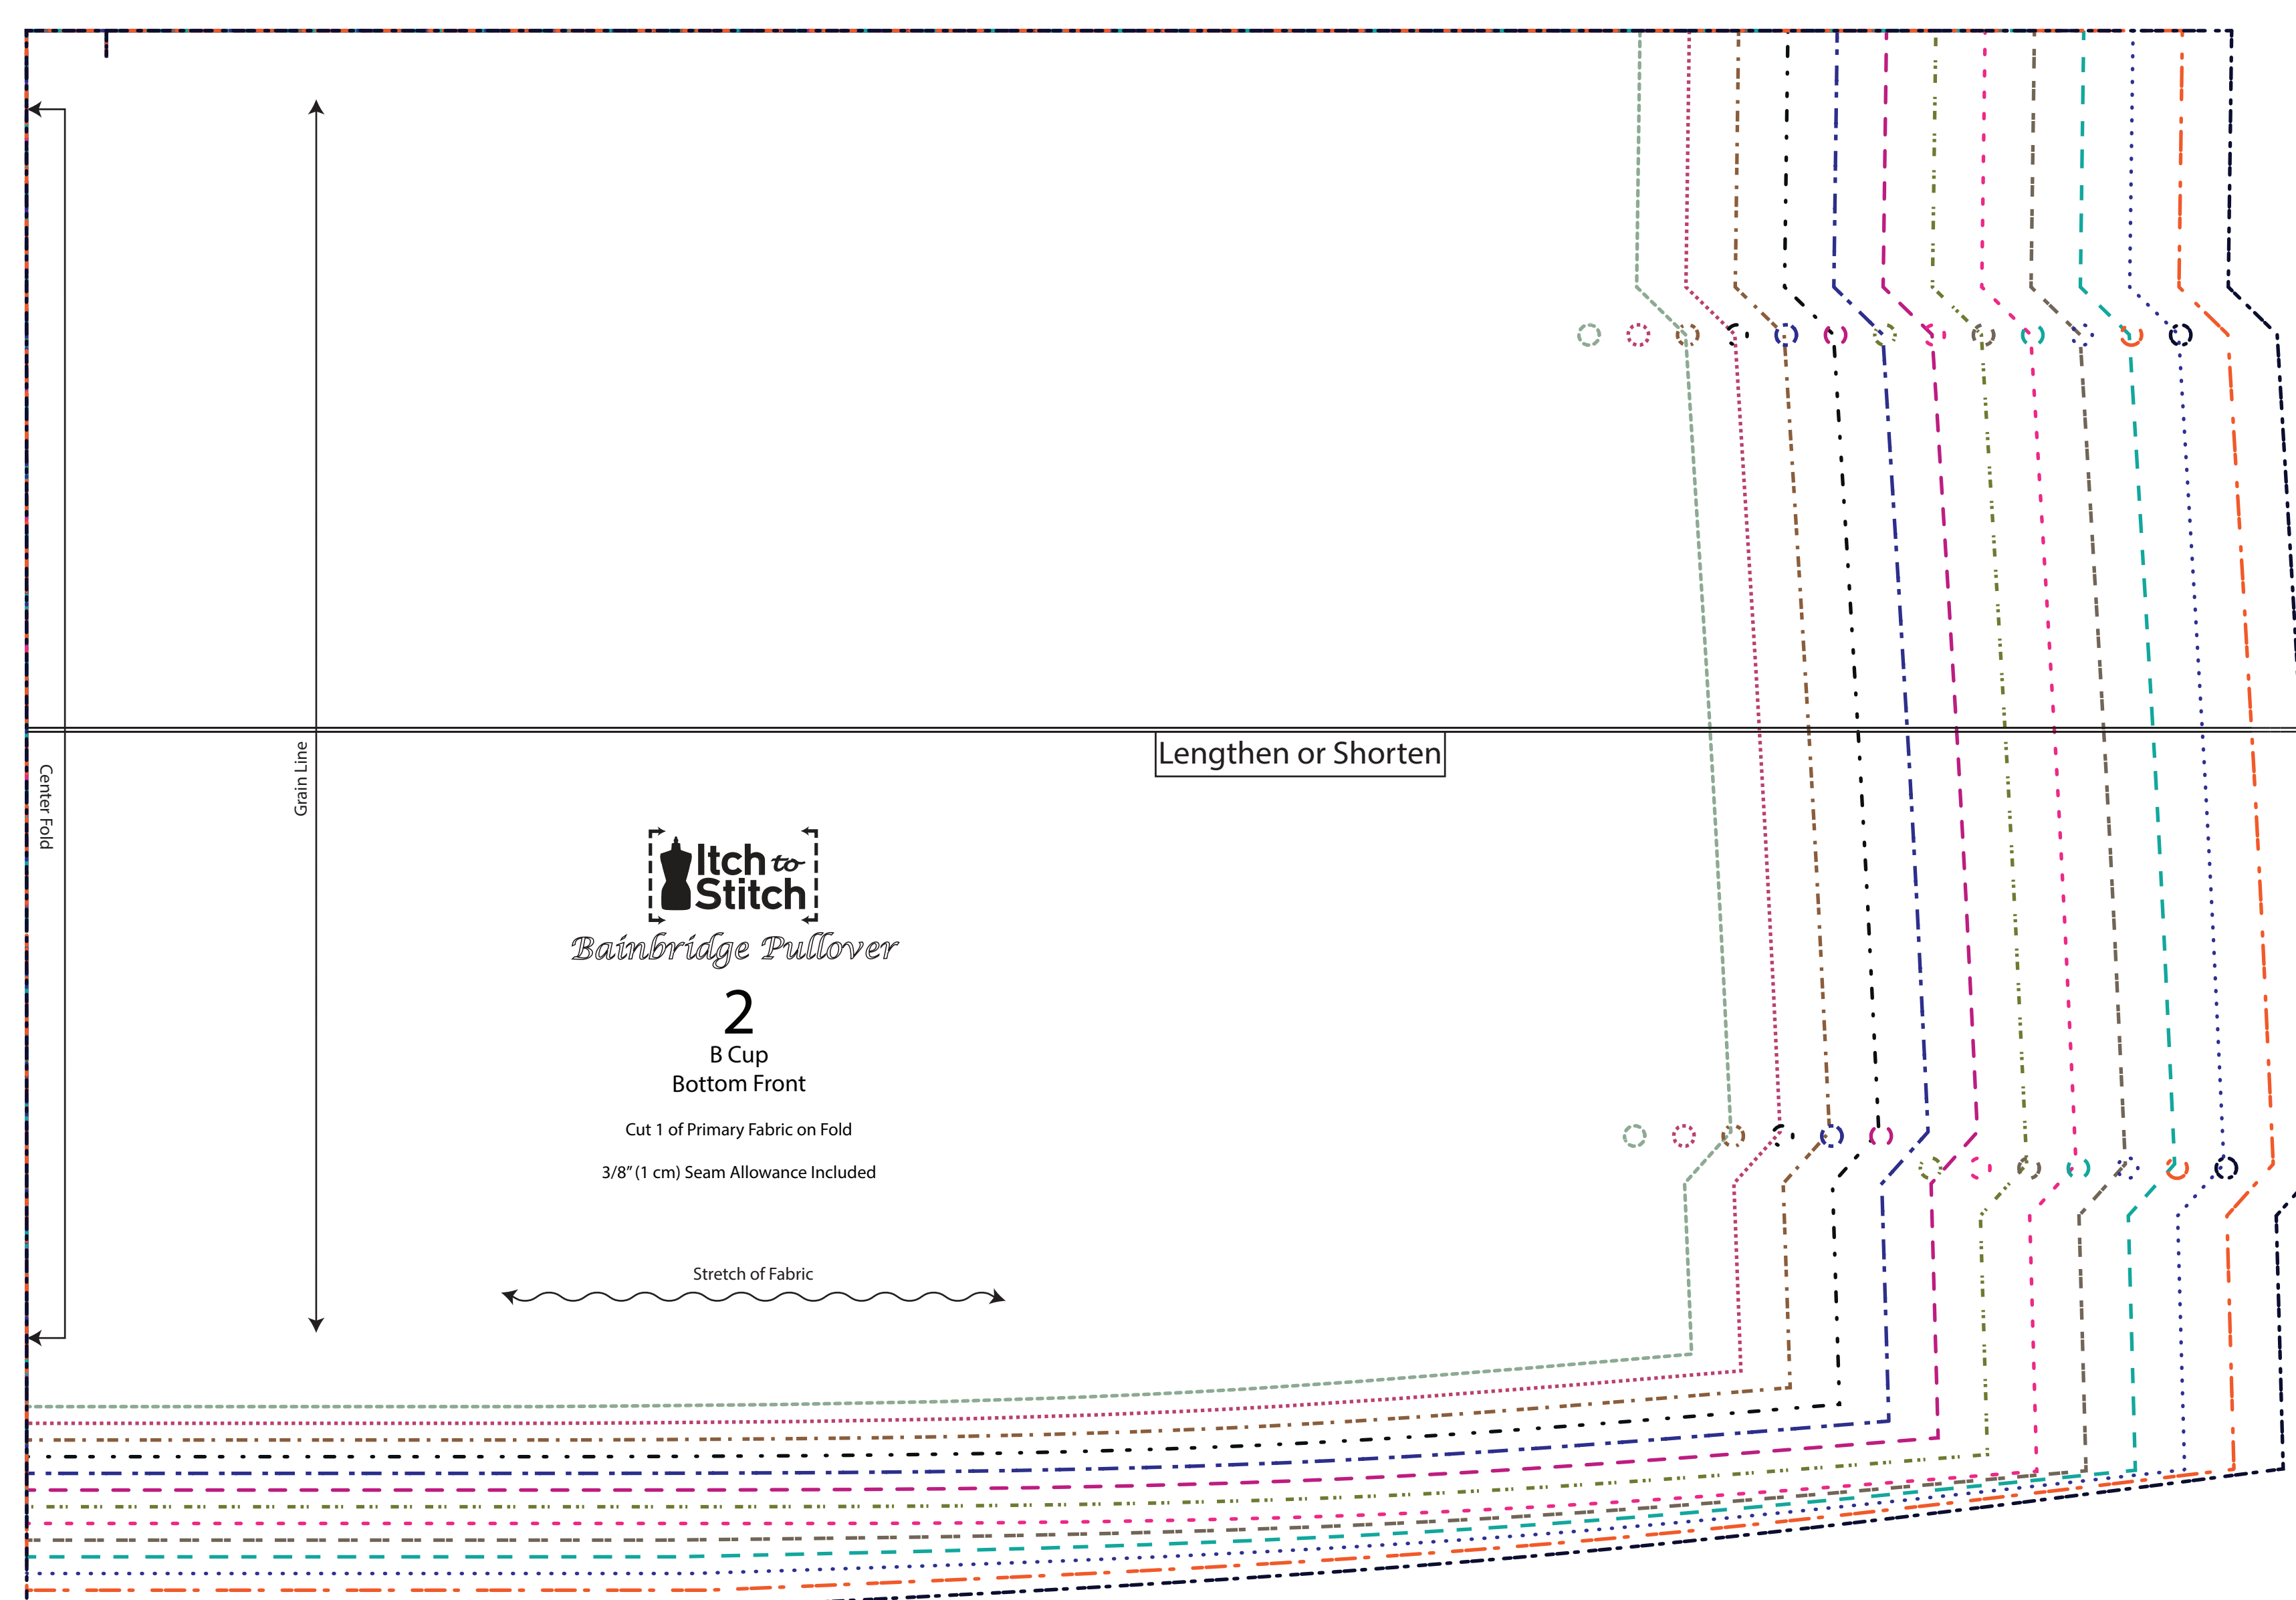 Lengthen or Shorten
Center Fold
Grain Line
Itch to
Stitch
Bainbridge Pullover
2
B Cup
Bottom Front
Cut 1 of Primary Fabric on Fold
3/8” (1 cm) Seam Allowance Included
Stretch of Fabric